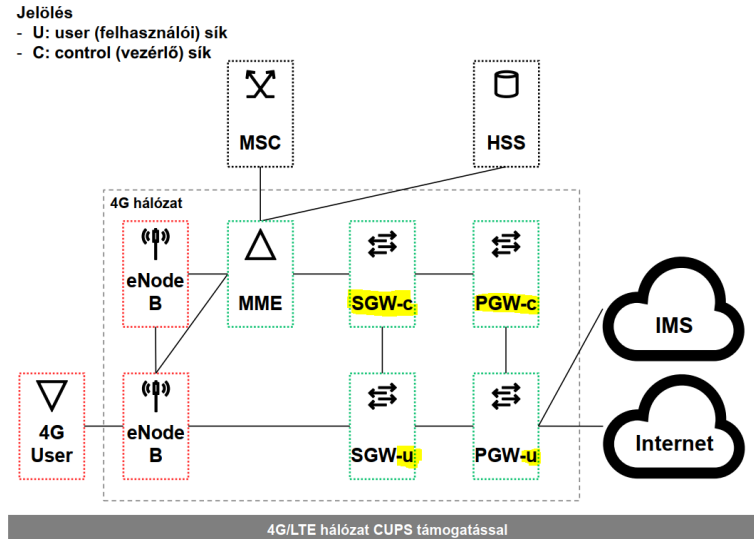 Jelölés
- U: user (felhasználói) sík
- C: control (vezérlő) sík
MSC
HSS
4G hálózat
eNode
B
MME
SGW-c
PGW-c
IMS
4G
User
eNode
B
SGW-u
PGW-u
Internet
4G/LTE hálózat CUPS támogatással